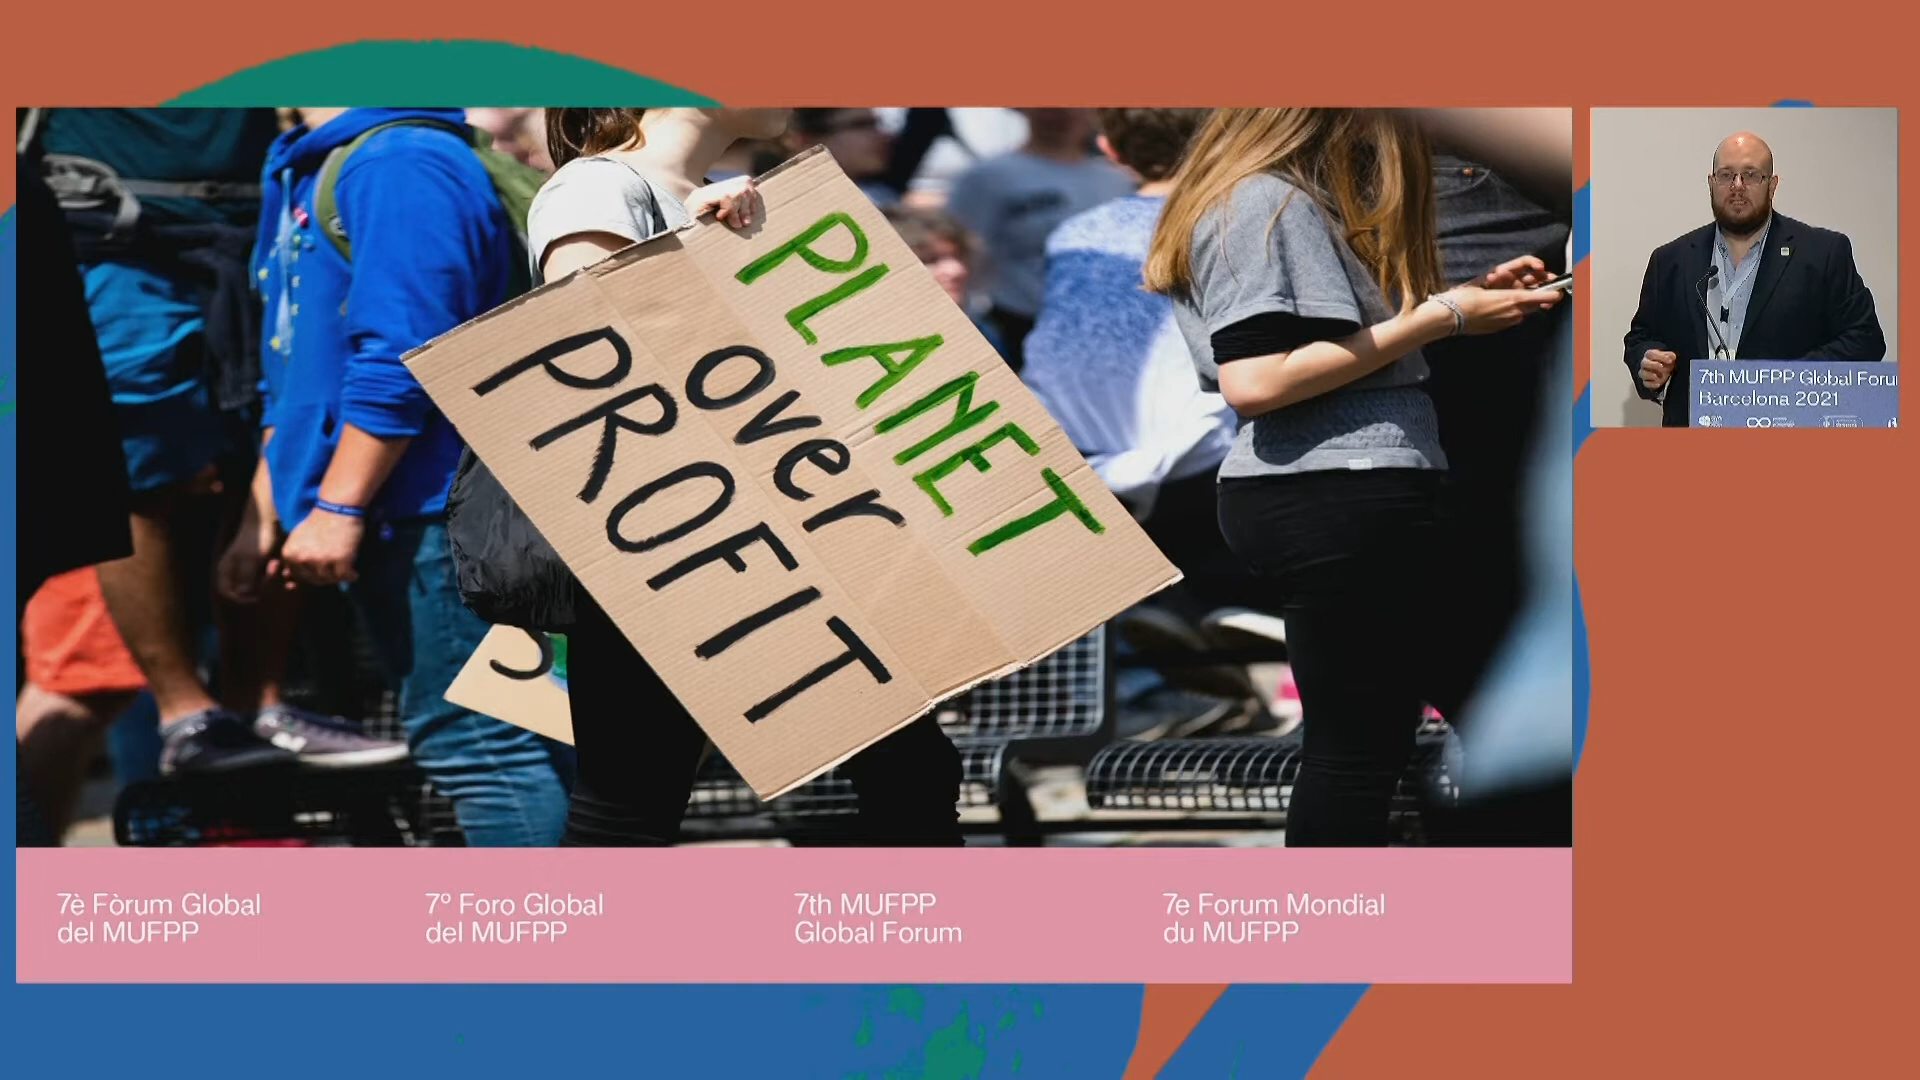 PLANET
over
PROFIT
7th MUFPP Global Foru
Barcelona 2021
7è Fòrum Global
del MUFPP
7º Foro Global
del MUFPP
7th MUFPP
Global Forum
7e Forum Mondial
du MUFPP